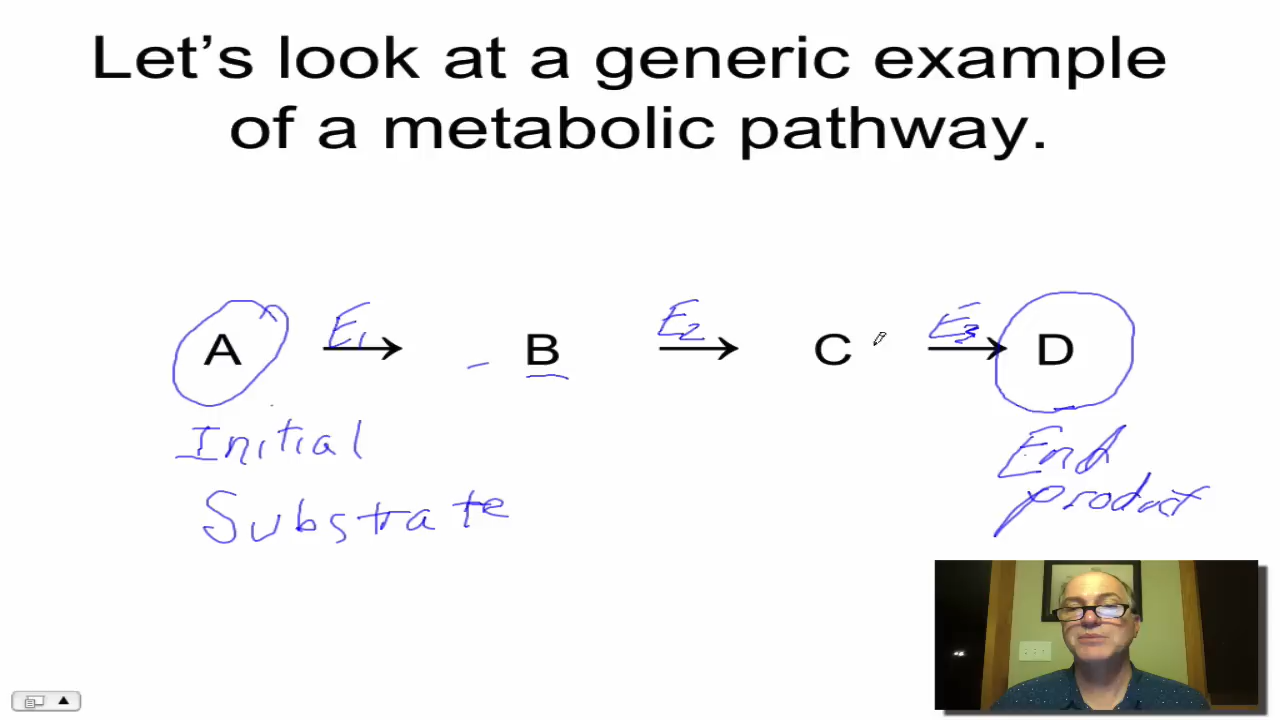 Let's look at a generic example
of a metabolic pathway.
E1 E2 E3
A → B → C → D
Initial
Substrate
End
product